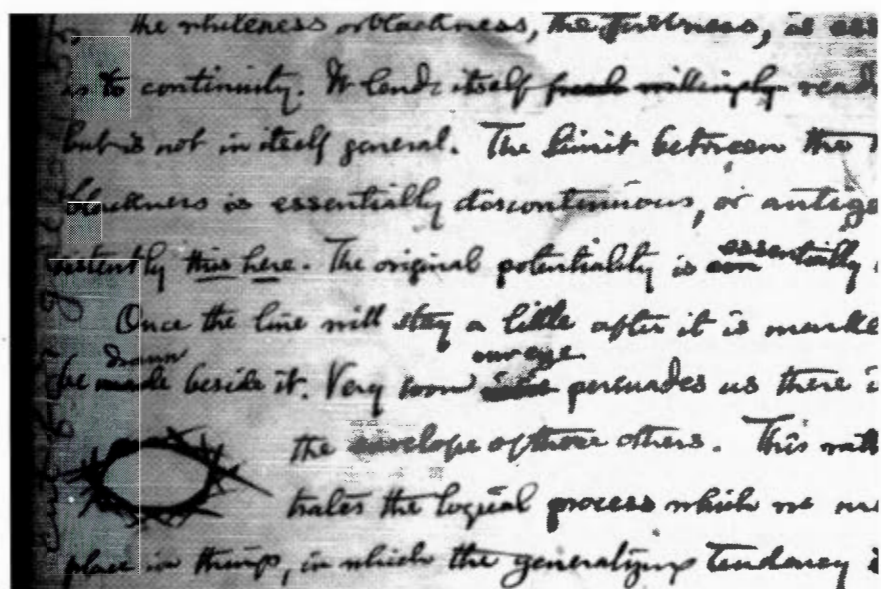 the whiteness or blackness, the firstness, is ess
is to continuity. It lends itself freely willingly read
but is not in itself general. The limit between the
blackness is essentially discontinuous, or antige
sistently this here. The original potentiality is con essentially
Once the line will stay a little after it is marke
drawn our eye
be made beside it. Very soon persuades us there i
the envelope of those others. This
trates the logical process which we
place in things, in which the generalizing tendency